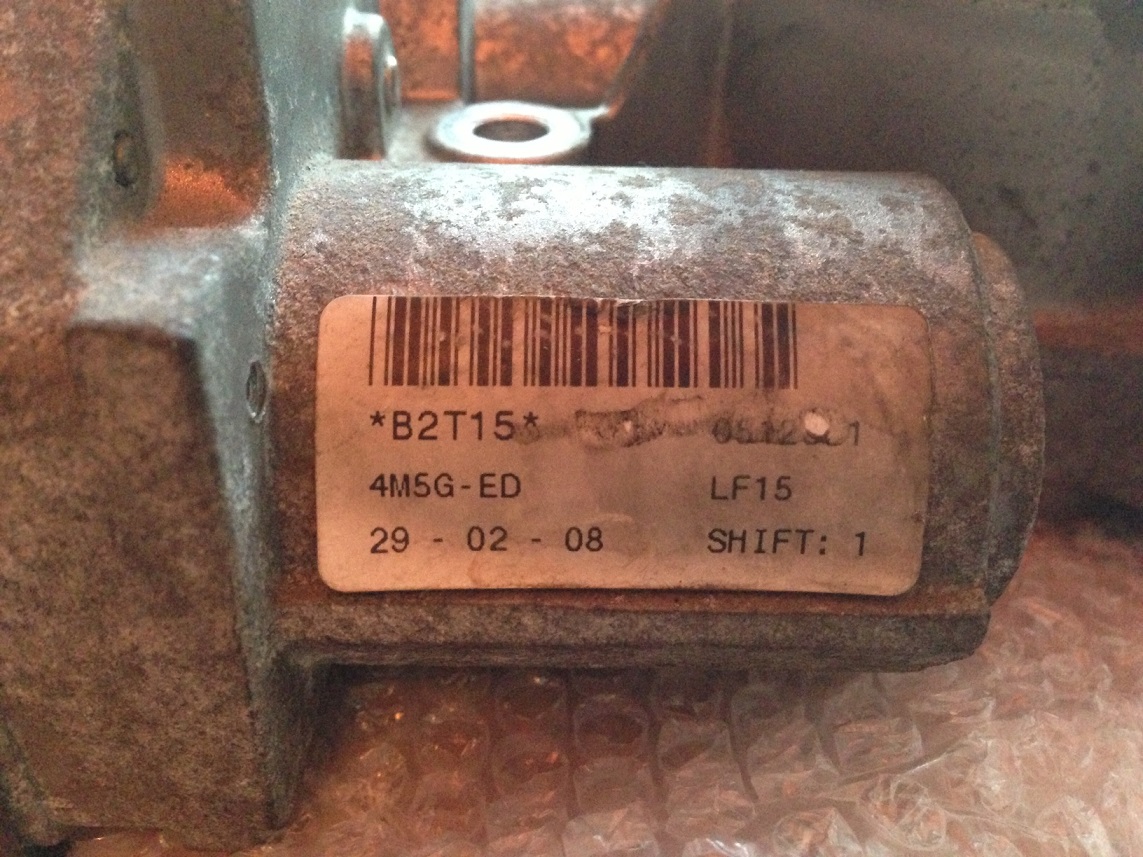 *B2T15*
4M5G-ED LF15
29 - 02 - 08 SHIFT: 1